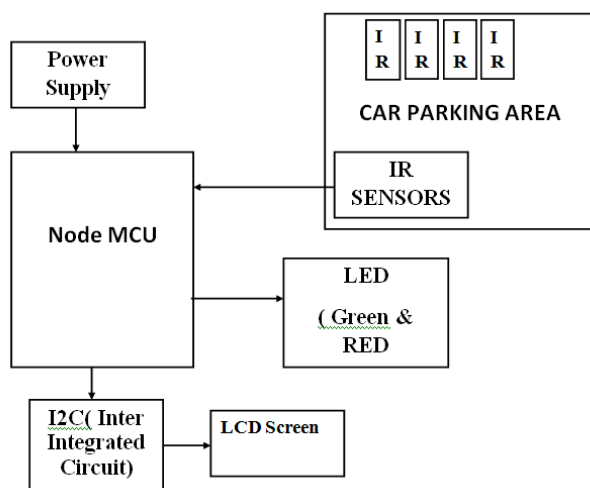 Power
Supply
I
R
I
R
I
R
I
R
CAR PARKING AREA
IR
SENSORS
Node MCU
LED
( Green &
RED
I2C( Inter
Integrated
Circuit)
LCD Screen